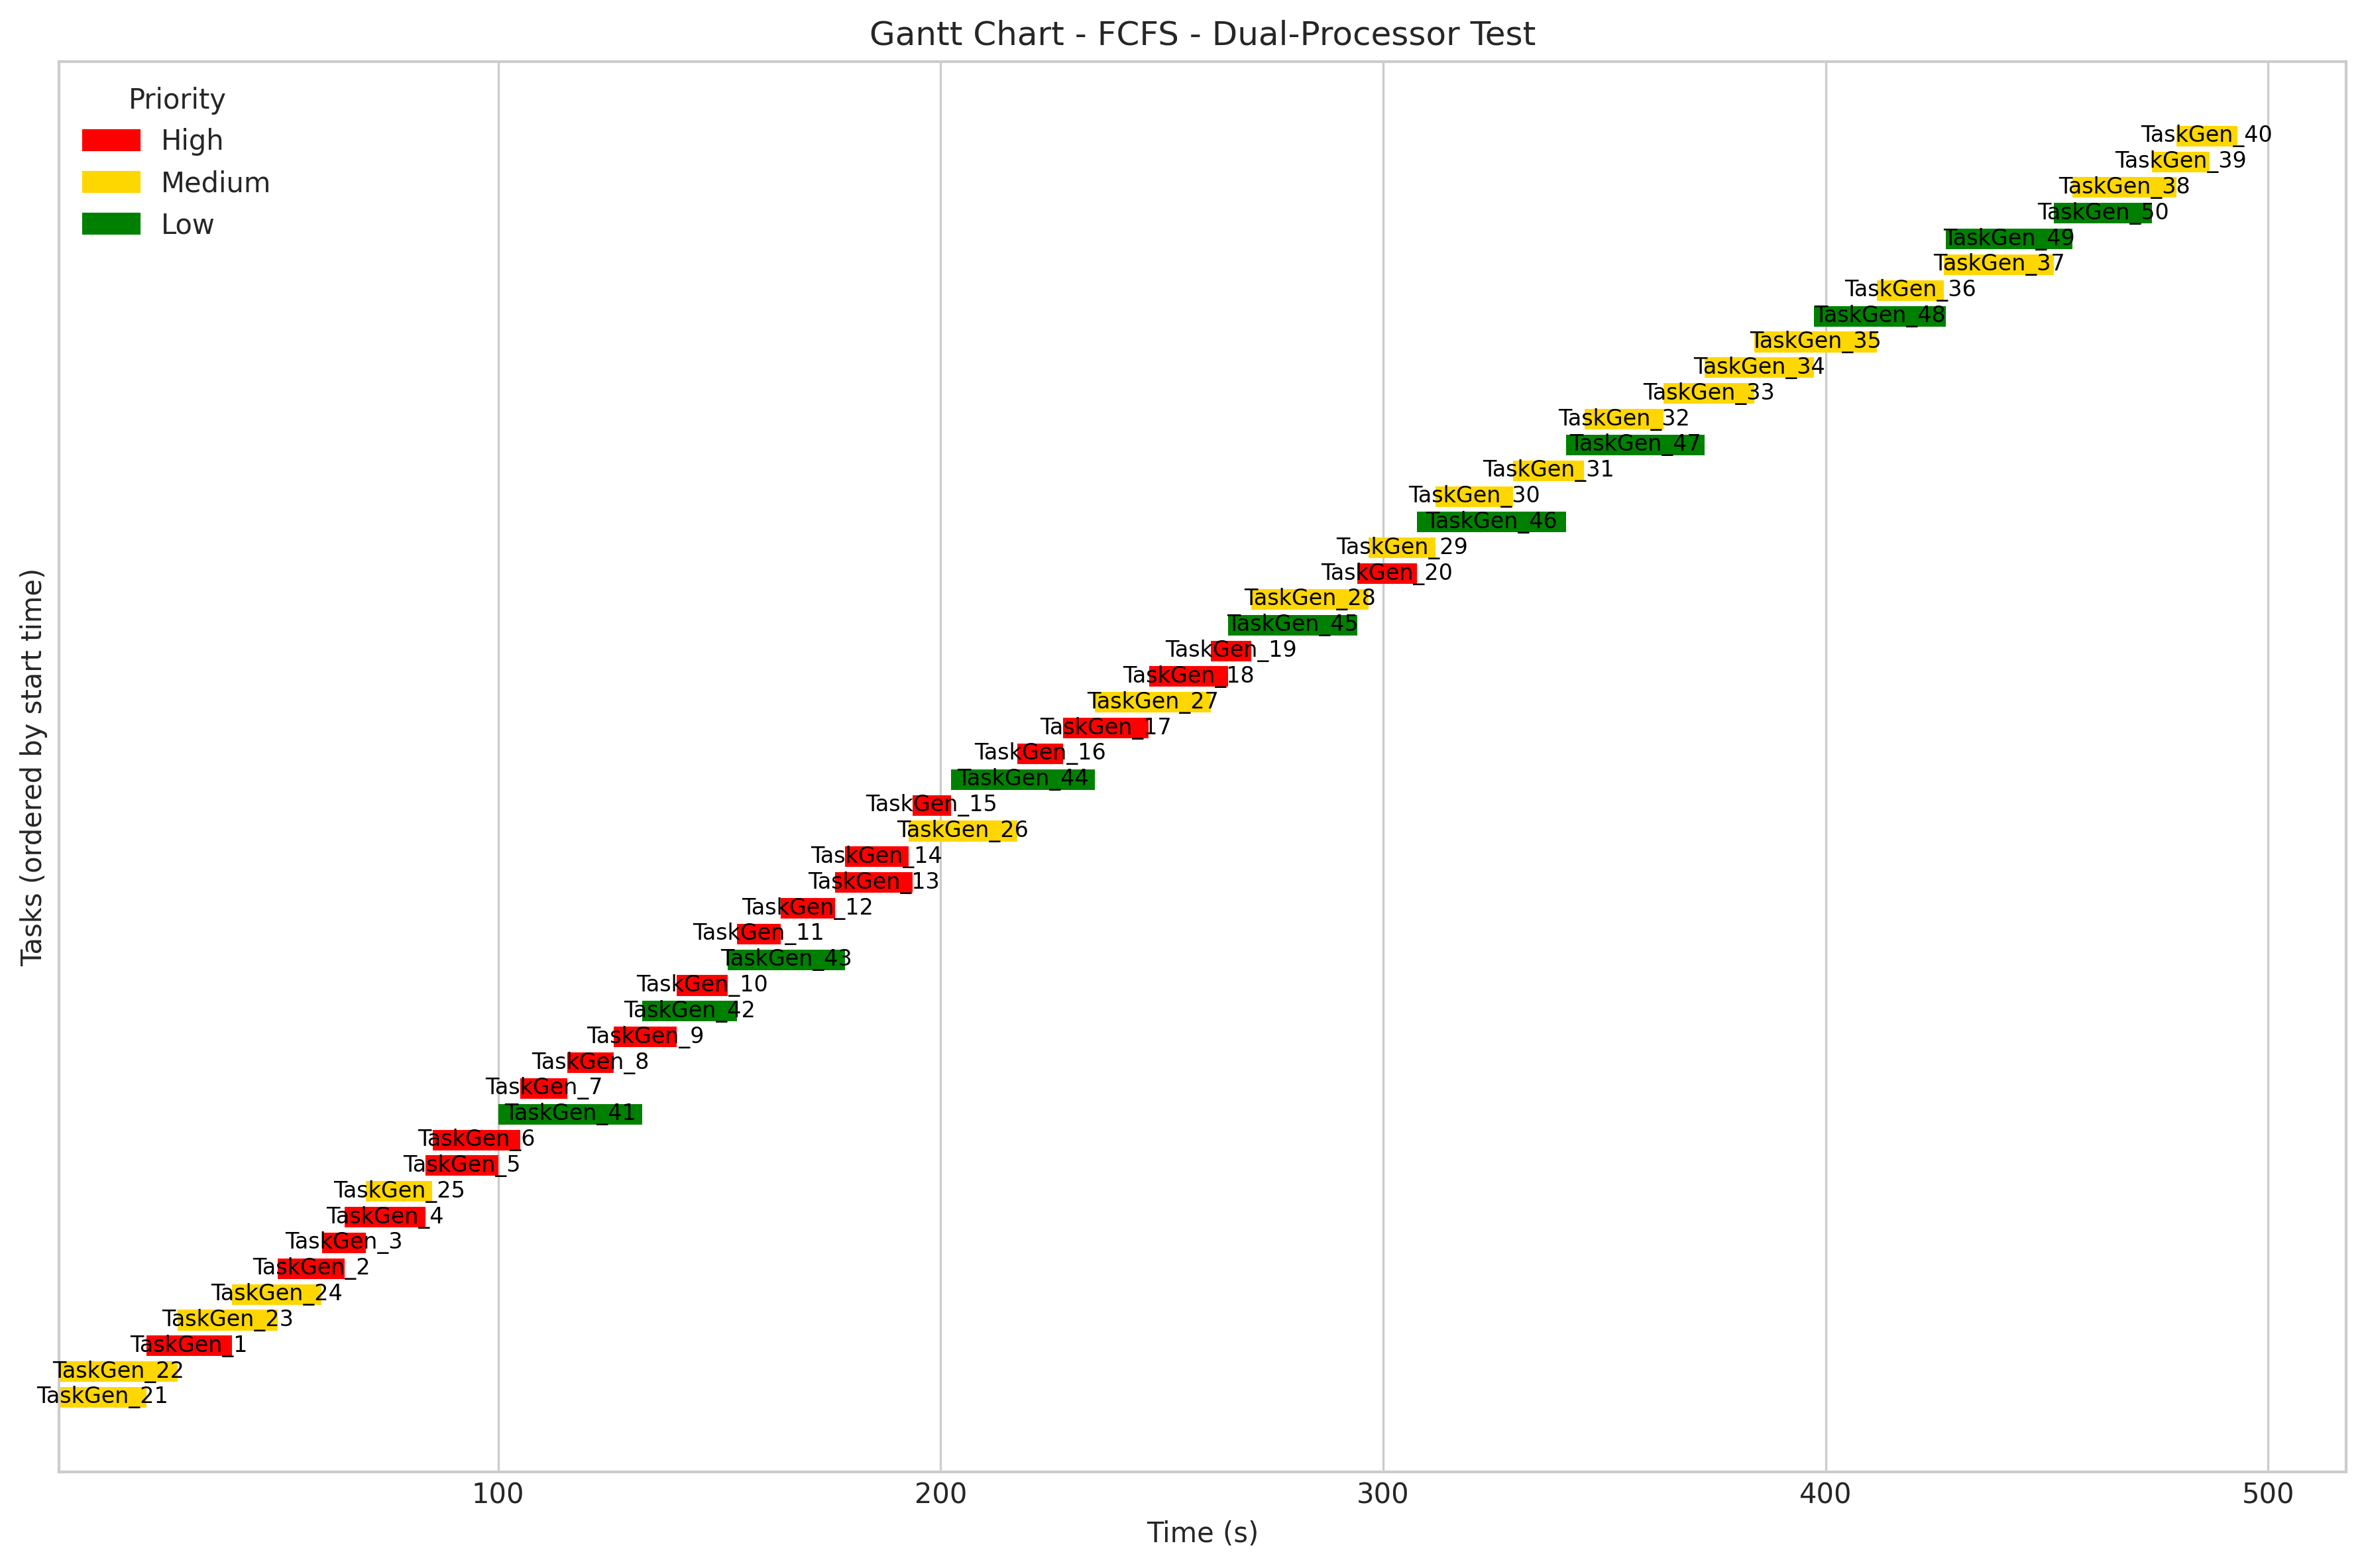 Gantt Chart - FCFS - Dual-Processor Test
Priority
High
Medium
Low
TaskGen_40
TaskGen_39
TaskGen_38
TaskGen_50
TaskGen_49
TaskGen_37
TaskGen_36
TaskGen_48
TaskGen_35
TaskGen_34
TaskGen_33
TaskGen_32
TaskGen_47
TaskGen_31
TaskGen_30
TaskGen_46
TaskGen_29
TaskGen_20
TaskGen_28
TaskGen_45
TaskGen_19
TaskGen_18
TaskGen_27
TaskGen_17
TaskGen_16
TaskGen_44
TaskGen_15
TaskGen_26
TaskGen_14
TaskGen_13
TaskGen_12
TaskGen_11
TaskGen_43
TaskGen_10
TaskGen_42
TaskGen_9
TaskGen_8
TaskGen_7
TaskGen_41
TaskGen_6
TaskGen_5
TaskGen_25
TaskGen_4
TaskGen_3
TaskGen_2
TaskGen_24
TaskGen_23
TaskGen_1
TaskGen_22
TaskGen_21
Tasks (ordered by start time)
100 200 300 400 500
Time (s)